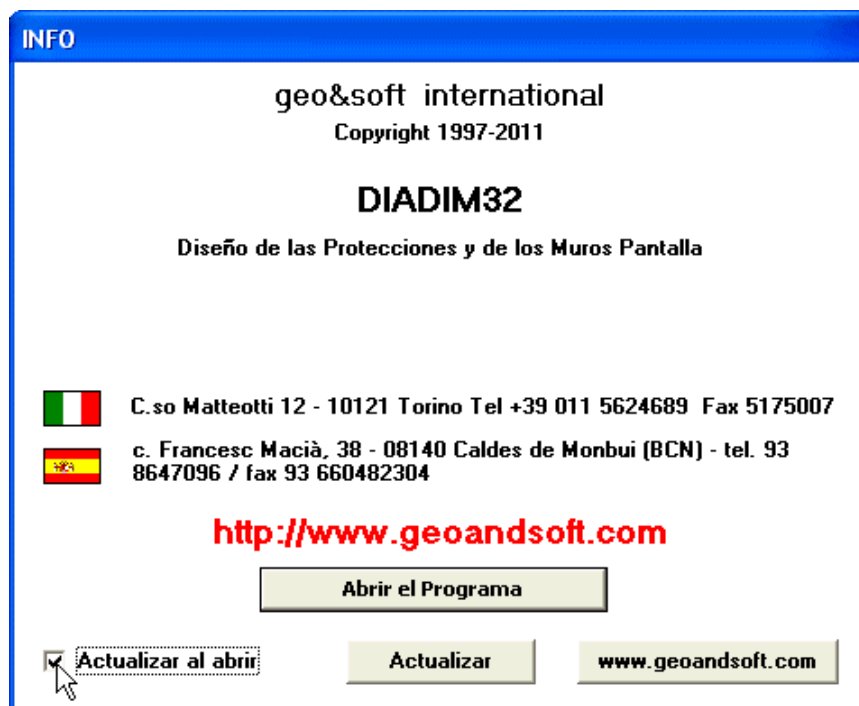 INFO
geo&soft international
Copyright 1997-2011
DIADIM32
Diseño de las Protecciones y de los Muros Pantalla
C.so Matteotti 12 - 10121 Torino Tel +39 011 5624689 Fax 5175007
c. Francesc Macià, 38 - 08140 Caldes de Monbui (BCN) - tel. 93
8647096 / fax 93 660482304
http://www.geoandsoft.com
Abrir el Programa
Actualizar al abrir
Actualizar
www.geoandsoft.com